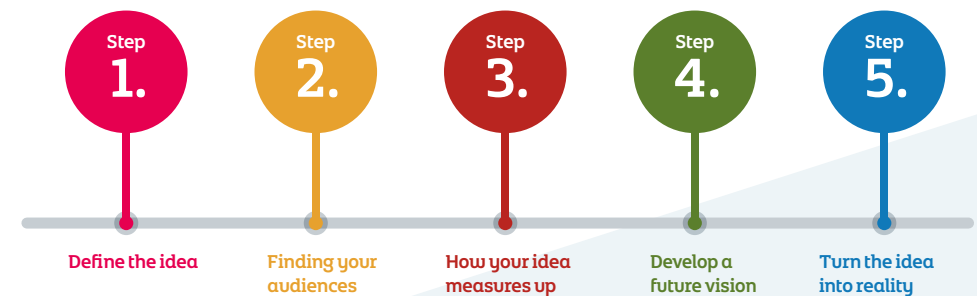 Step
1.
Step
2.
Step
3.
Step
4.
Step
5.
Define the idea
Finding your
audiences
How your idea
measures up
Develop a
future vision
Turn the idea
into reality